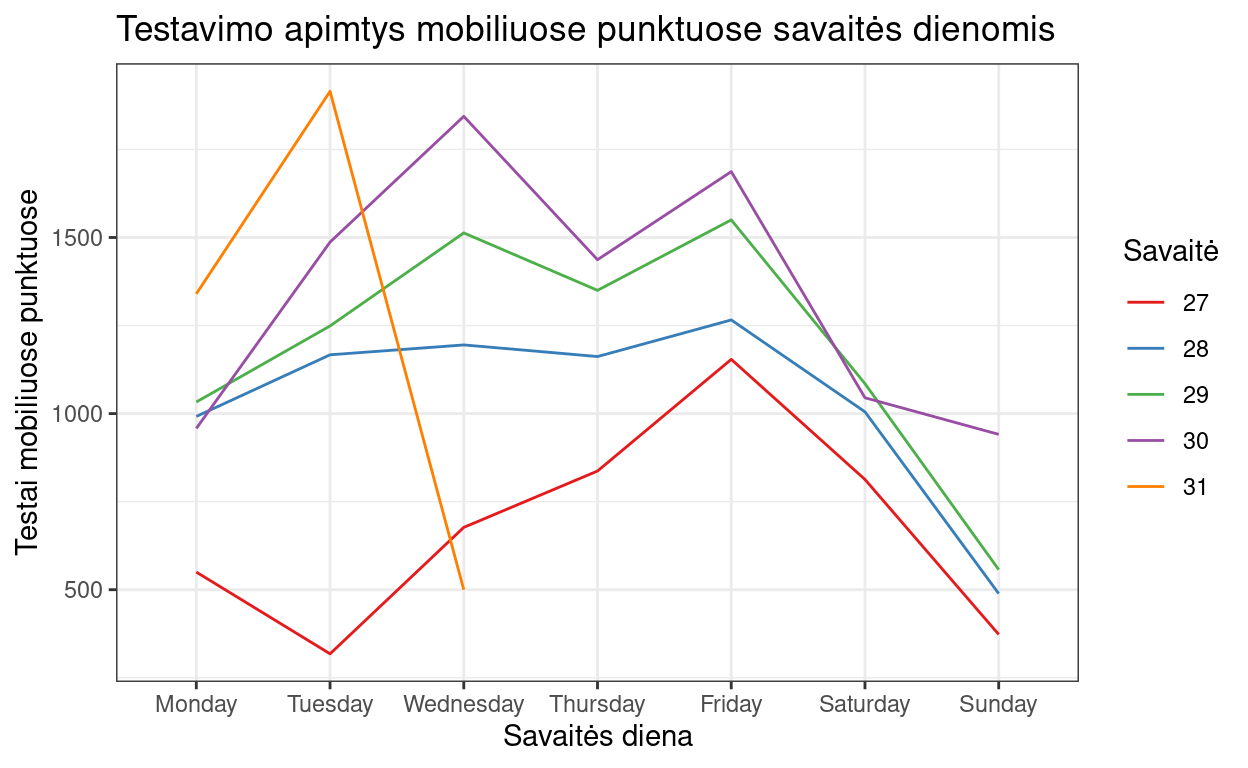 Testavimo apimtys mobiliuose punktuose savaitės dienomis
Testai mobiliuose punktuose
1500
1000
500
Monday Tuesday Wednesday Thursday Friday Saturday Sunday
Savaitės diena
Savaitė
27
28
29
30
31